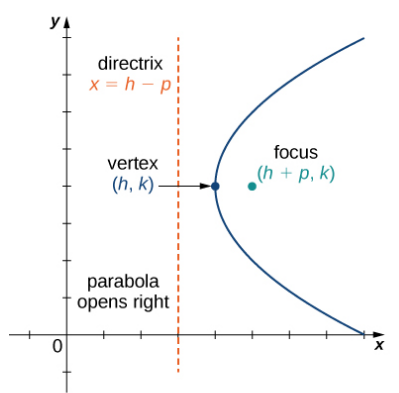 y
directrix
x = h − p
vertex
(h, k)
focus
(h + p, k)
parabola
opens right
0
x